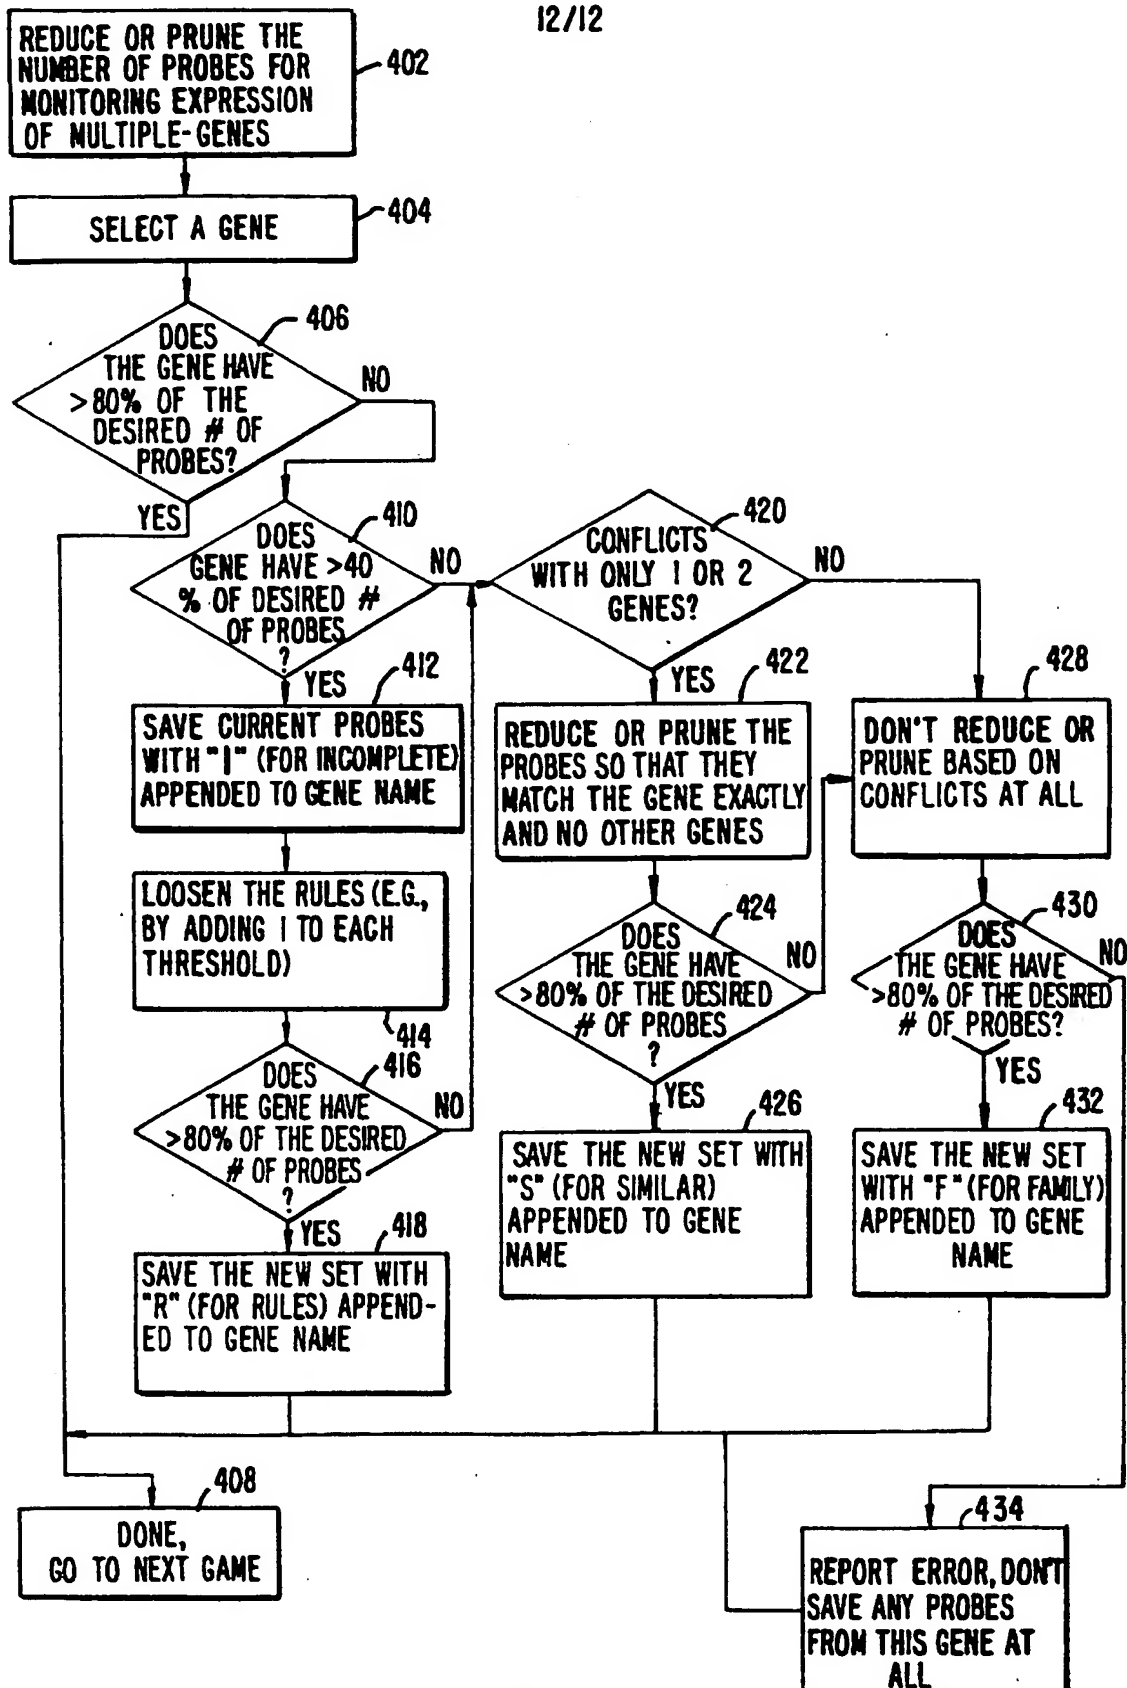 12/12
REDUCE OR PRUNE THE
NUMBER OF PROBES FOR
MONITORING EXPRESSION
OF MULTIPLE-GENES
402
SELECT A GENE
404
DOES
THE GENE HAVE
>80% OF THE
DESIRED # OF
PROBES?
406
NO
YES
DOES
GENE HAVE >40
% OF DESIRED #
OF PROBES
?
410
NO
YES
SAVE CURRENT PROBES
WITH "I" (FOR INCOMPLETE)
APPENDED TO GENE NAME
412
LOOSEN THE RULES (E.G.,
BY ADDING 1 TO EACH
THRESHOLD)
414
DOES
THE GENE HAVE
>80% OF THE DESIRED
# OF PROBES
?
416
NO
YES
SAVE THE NEW SET WITH
"R" (FOR RULES) APPEND-
ED TO GENE NAME
418
CONFLICTS
WITH ONLY 1 OR 2
GENES?
420
NO
YES
REDUCE OR PRUNE THE
PROBES SO THAT THEY
MATCH THE GENE EXACTLY
AND NO OTHER GENES
422
DOES
THE GENE HAVE
>80% OF THE DESIRED
# OF PROBES
?
424
NO
YES
SAVE THE NEW SET WITH
"S" (FOR SIMILAR)
APPENDED TO GENE
NAME
426
DON'T REDUCE OR
PRUNE BASED ON
CONFLICTS AT ALL
428
DOES
THE GENE HAVE
>80% OF THE DESIRED
# OF PROBES?
430
NO
YES
SAVE THE NEW SET
WITH "F" (FOR FAMILY)
APPENDED TO GENE
NAME
432
DONE,
GO TO NEXT GAME
408
REPORT ERROR, DON'T
SAVE ANY PROBES
FROM THIS GENE AT
ALL
434